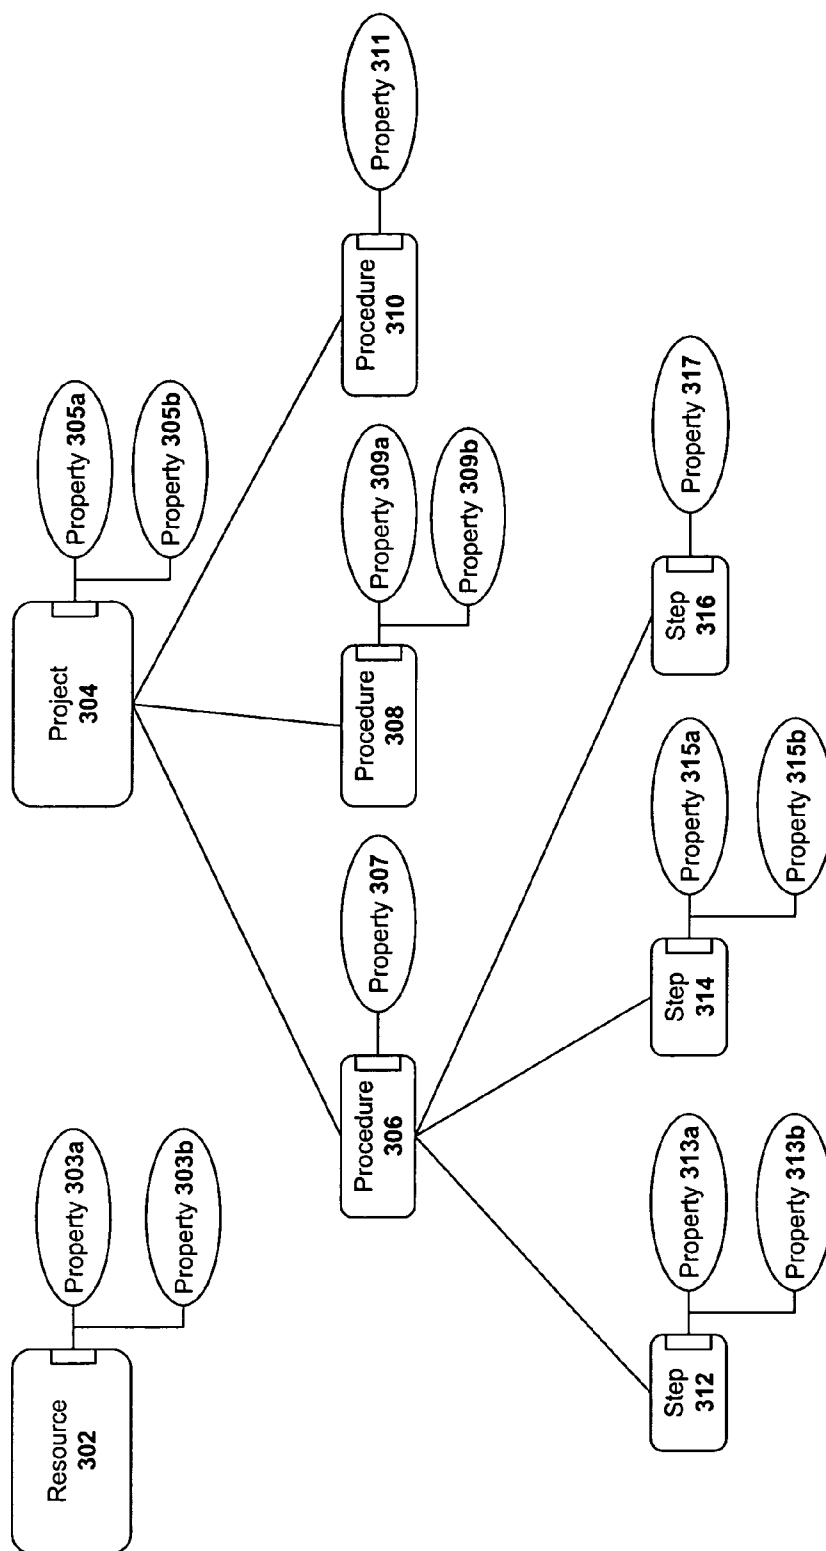 Resource
302
Property 303a
Property 303b
Project
304
Property 305a
Property 305b
Procedure
306
Property 307
Procedure
308
Property 309a
Property 309b
Procedure
310
Property 311
Step
312
Property 313a
Property 313b
Step
314
Property 315a
Property 315b
Step
316
Property 317